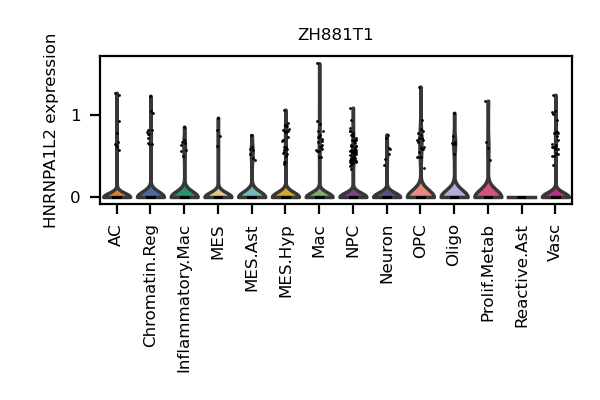 ZH881T1
HNRNPA1L2 expression
1
0
AC
Chromatin.Reg
Inflammatory.Mac
MES
MES.Ast
MES.Hyp
Mac
NPC
Neuron
OPC
Oligo
Prolif.Metab
Reactive.Ast
Vasc